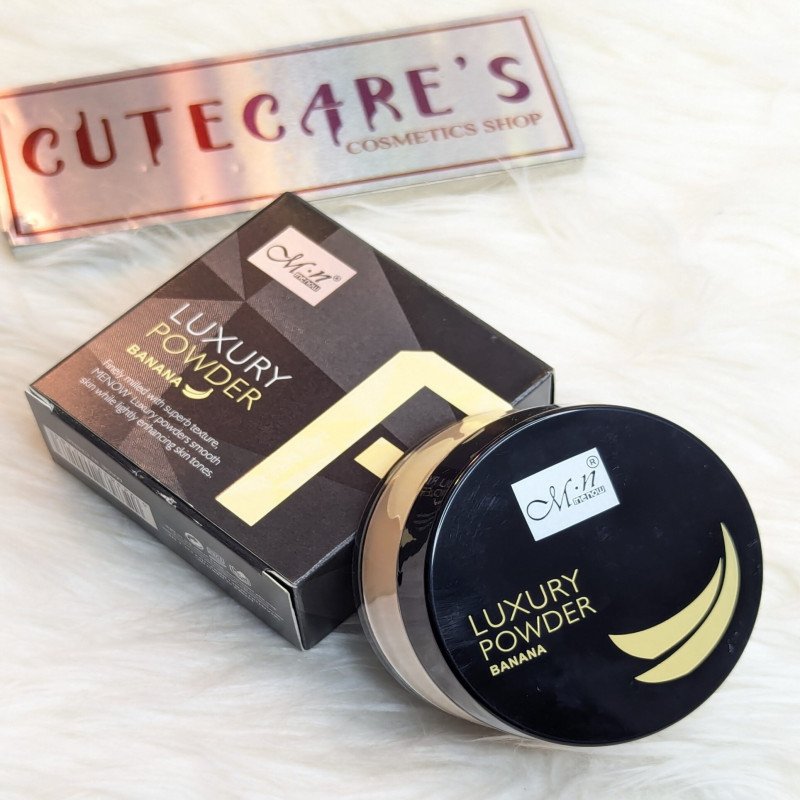 CUTECARE'S
COSMETICS SHOP
M·n®
menow
LUXURY
POWDER
BANANA
Finely milled with superb texture,
MENOW Luxury powders smooth
skin while lightly enhancing skin tones.
M·n®
menow
LUXURY
POWDER
BANANA